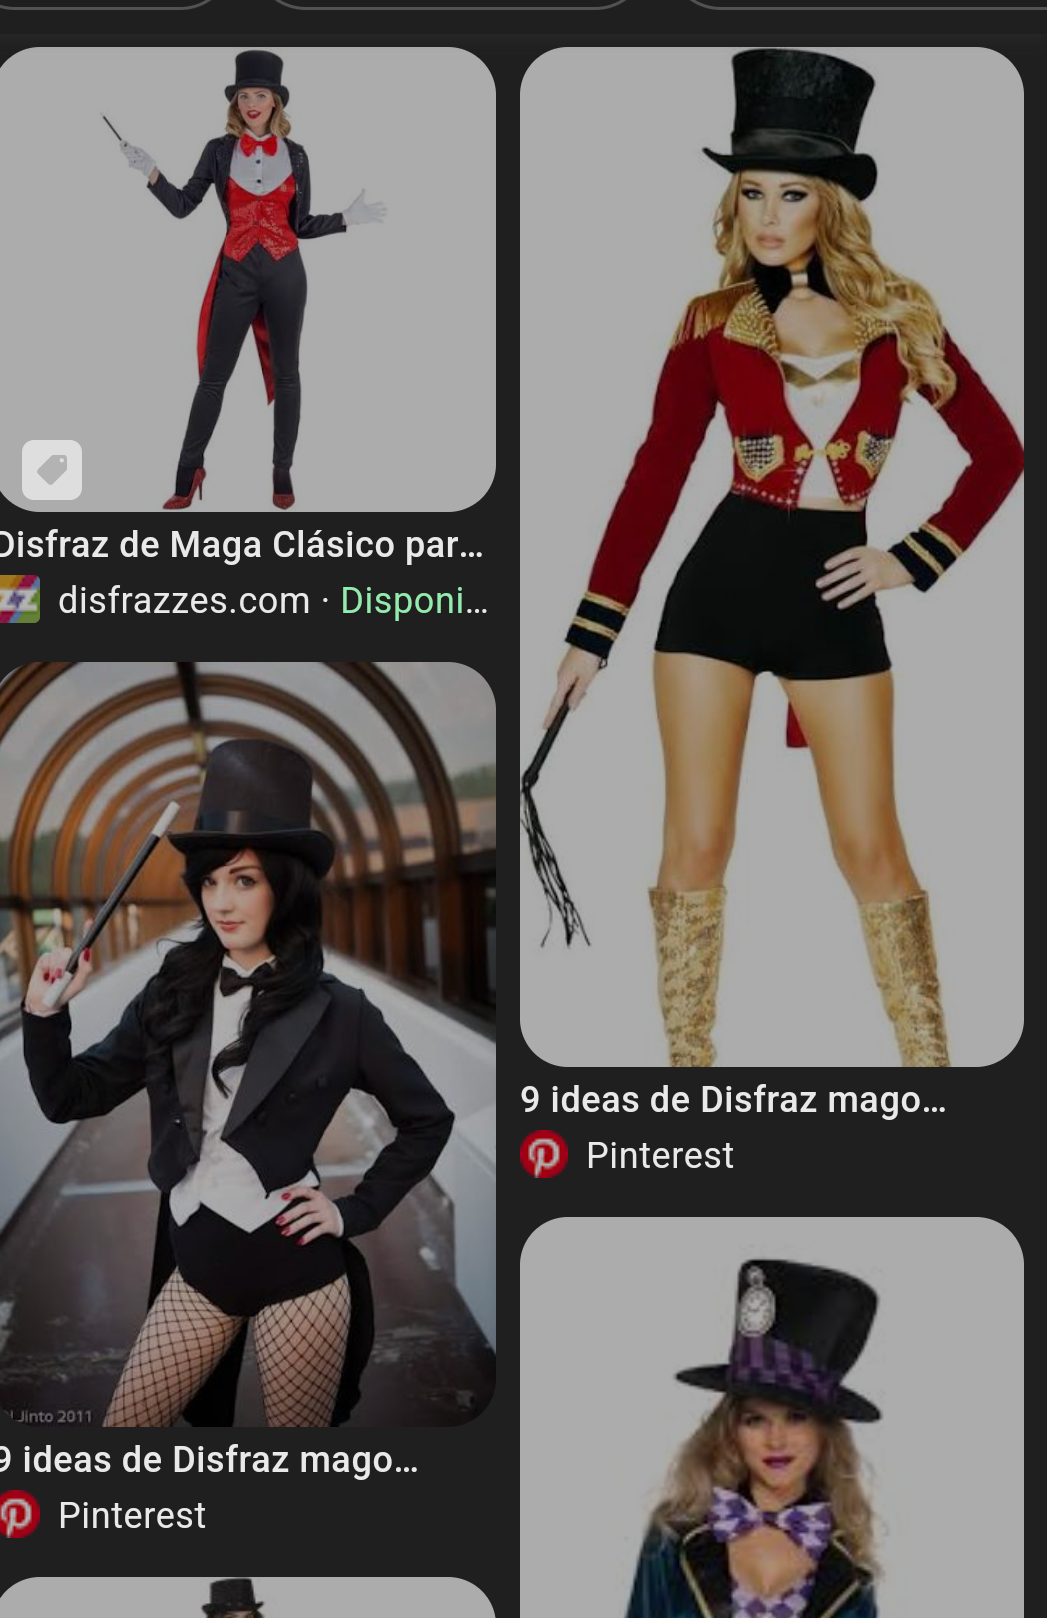 Disfraz de Maga Clásico par...
disfrazzes.com · Disponi...
9 ideas de Disfraz mago...
Pinterest
Jinto 2011
9 ideas de Disfraz mago...
Pinterest